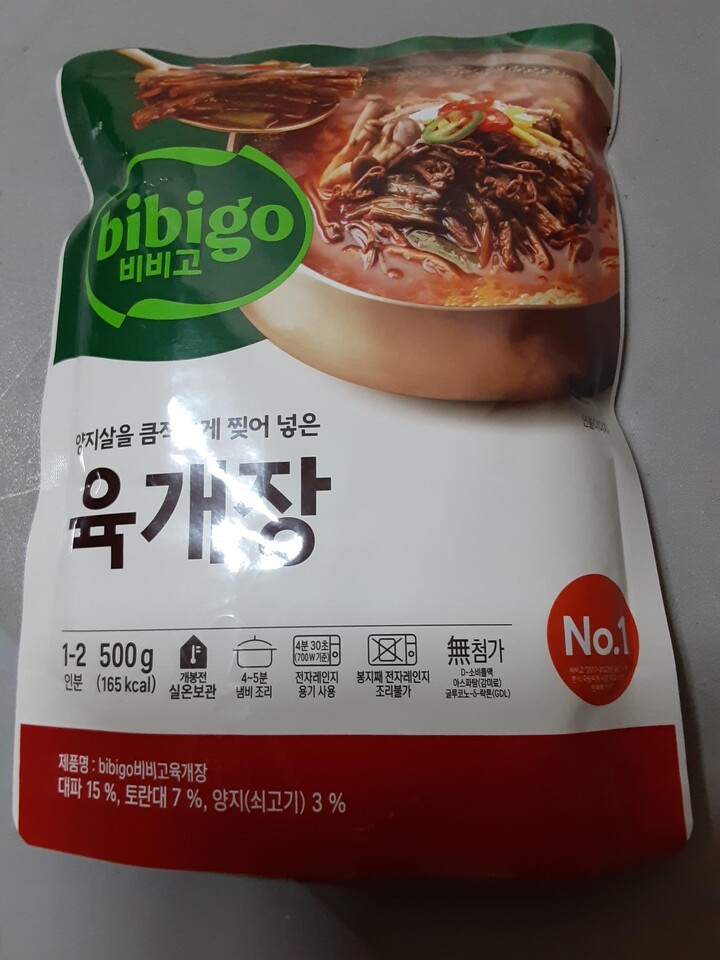 bibigo
비비고
양지살을 큼직하게 찢어 넣은
육개장
1-2
인분
500 g
(165 kcal)
개봉전
실온보관
4~5분
냄비 조리
4분 30초
(700W기준)
전자레인지
용기 사용
봉지째 전자레인지
조리불가
無첨가
D-소비톨액
아스파탐(감미료)
글루코노-δ-락톤(GDL)
No.1
제품명 : bibigo비비고육개장
대파 15 %, 토란대 7 %, 양지(쇠고기) 3 %